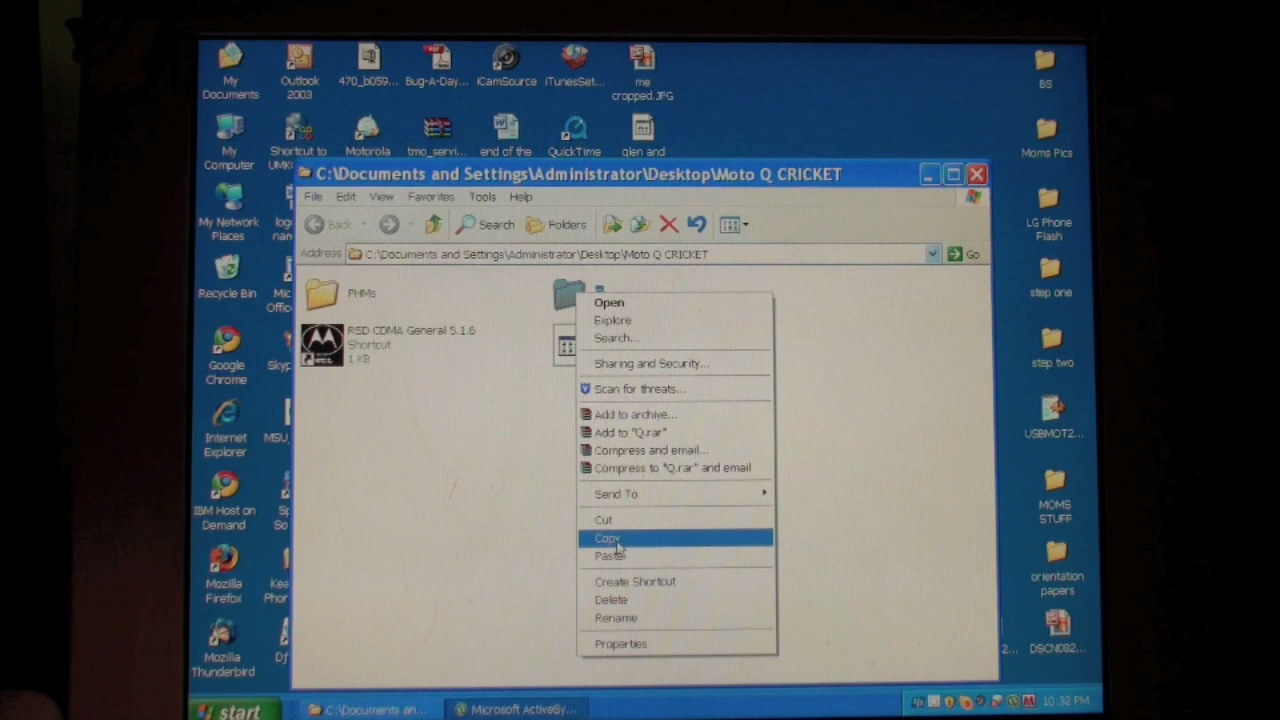 My Documents
Outlook 2003
470_b059...
Bug-A-Day...
iCamSource
iTunesSet...
me cropped.JPG
BS
My Computer
Shortcut to
Motorola
tmo_servi...
end of the
QuickTime
glen and
Moms Pics
C:\Documents and Settings\Administrator\Desktop\Moto Q CRICKET
File Edit View Favorites Tools Help
My Network Places
Back
Search
Folders
LG Phone Flash
Address
C:\Documents and Settings\Administrator\Desktop\Moto Q CRICKET
Go
Recycle Bin
PHMs
step one
RSD CDMA General 5.1.6
Shortcut
1 KB
Open
Explore
Search...
Sharing and Security...
Scan for threats...
Add to archive...
Add to "Q.rar"
Compress and email...
Compress to "Q.rar" and email
Send To
Cut
Copy
Paste
Create Shortcut
Delete
Rename
Properties
Google Chrome
step two
Internet Explorer
USBMOT2...
IBM Host on Demand
MOMS STUFF
Mozilla Firefox
orientation papers
Mozilla Thunderbird
DSCN082...
start
C:\Documents an...
Microsoft ActiveSy...
10:32 PM